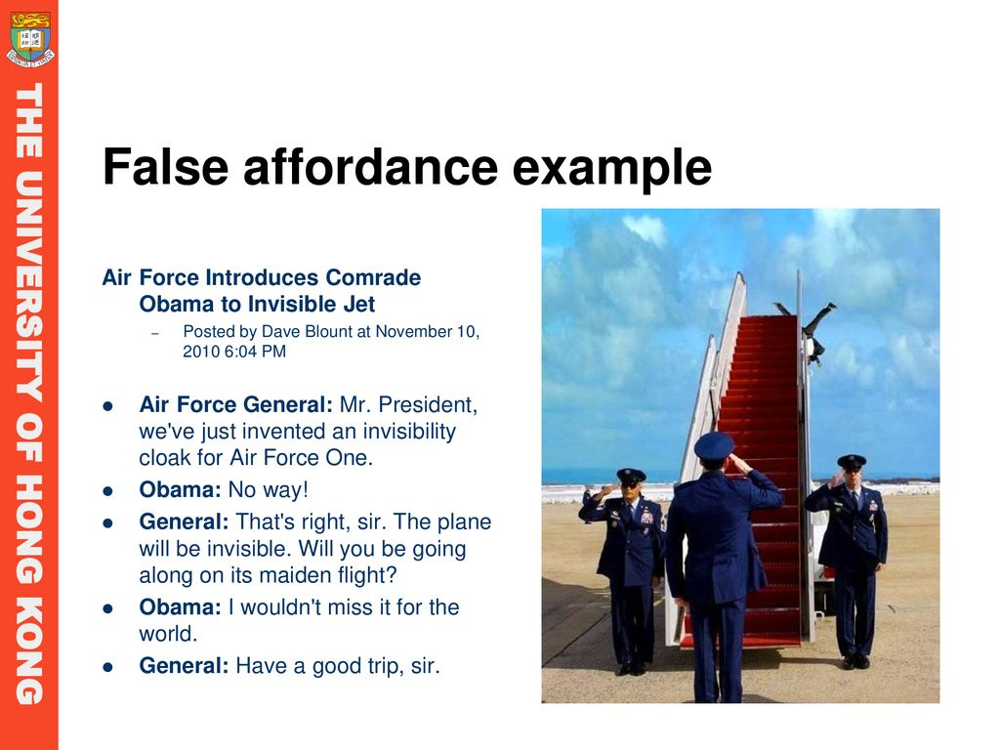 THE UNIVERSITY OF HONG KONG
False affordance example
Air Force Introduces Comrade
Obama to Invisible Jet
– Posted by Dave Blount at November 10,
2010 6:04 PM
● Air Force General: Mr. President,
we've just invented an invisibility
cloak for Air Force One.
● Obama: No way!
● General: That's right, sir. The plane
will be invisible. Will you be going
along on its maiden flight?
● Obama: I wouldn't miss it for the
world.
● General: Have a good trip, sir.